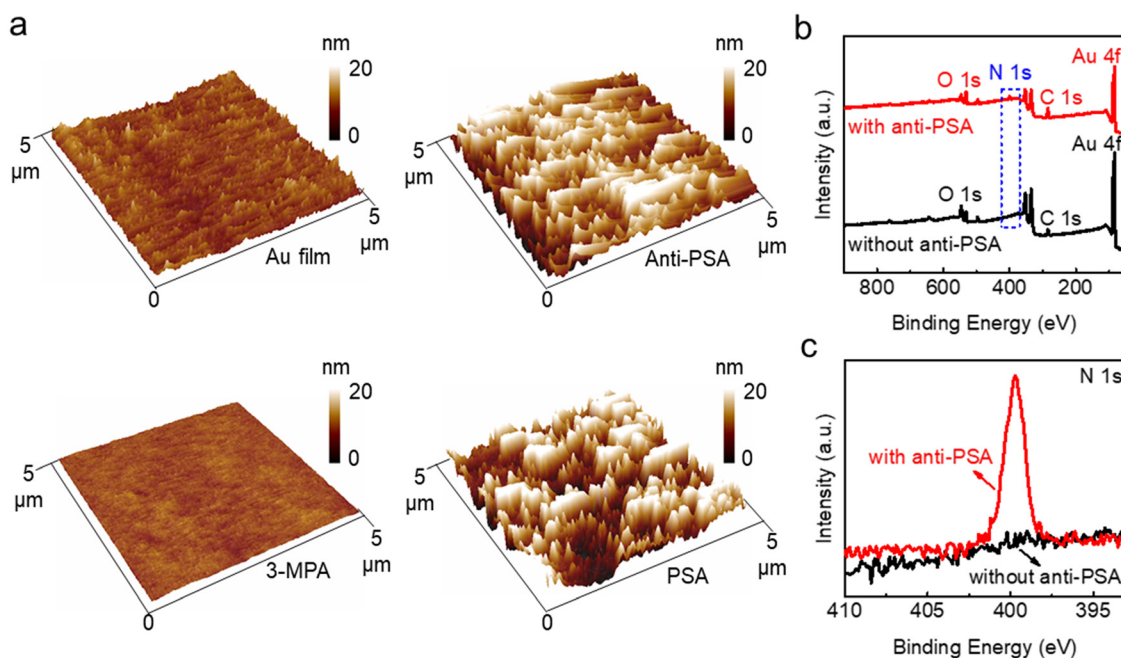 a
nm
20
0
5
μm
5
μm
Au film
0
nm
20
0
5
μm
5
μm
Anti-PSA
0
nm
20
0
5
μm
5
μm
3-MPA
0
nm
20
0
5
μm
5
μm
PSA
0
b
Au 4f
O 1s
N 1s
C 1s
with anti-PSA
Au 4f
O 1s
C 1s
without anti-PSA
Intensity (a.u.)
800
600
400
200
Binding Energy (eV)
c
N 1s
with anti-PSA
without anti-PSA
Intensity (a.u.)
410
405
400
395
Binding Energy (eV)